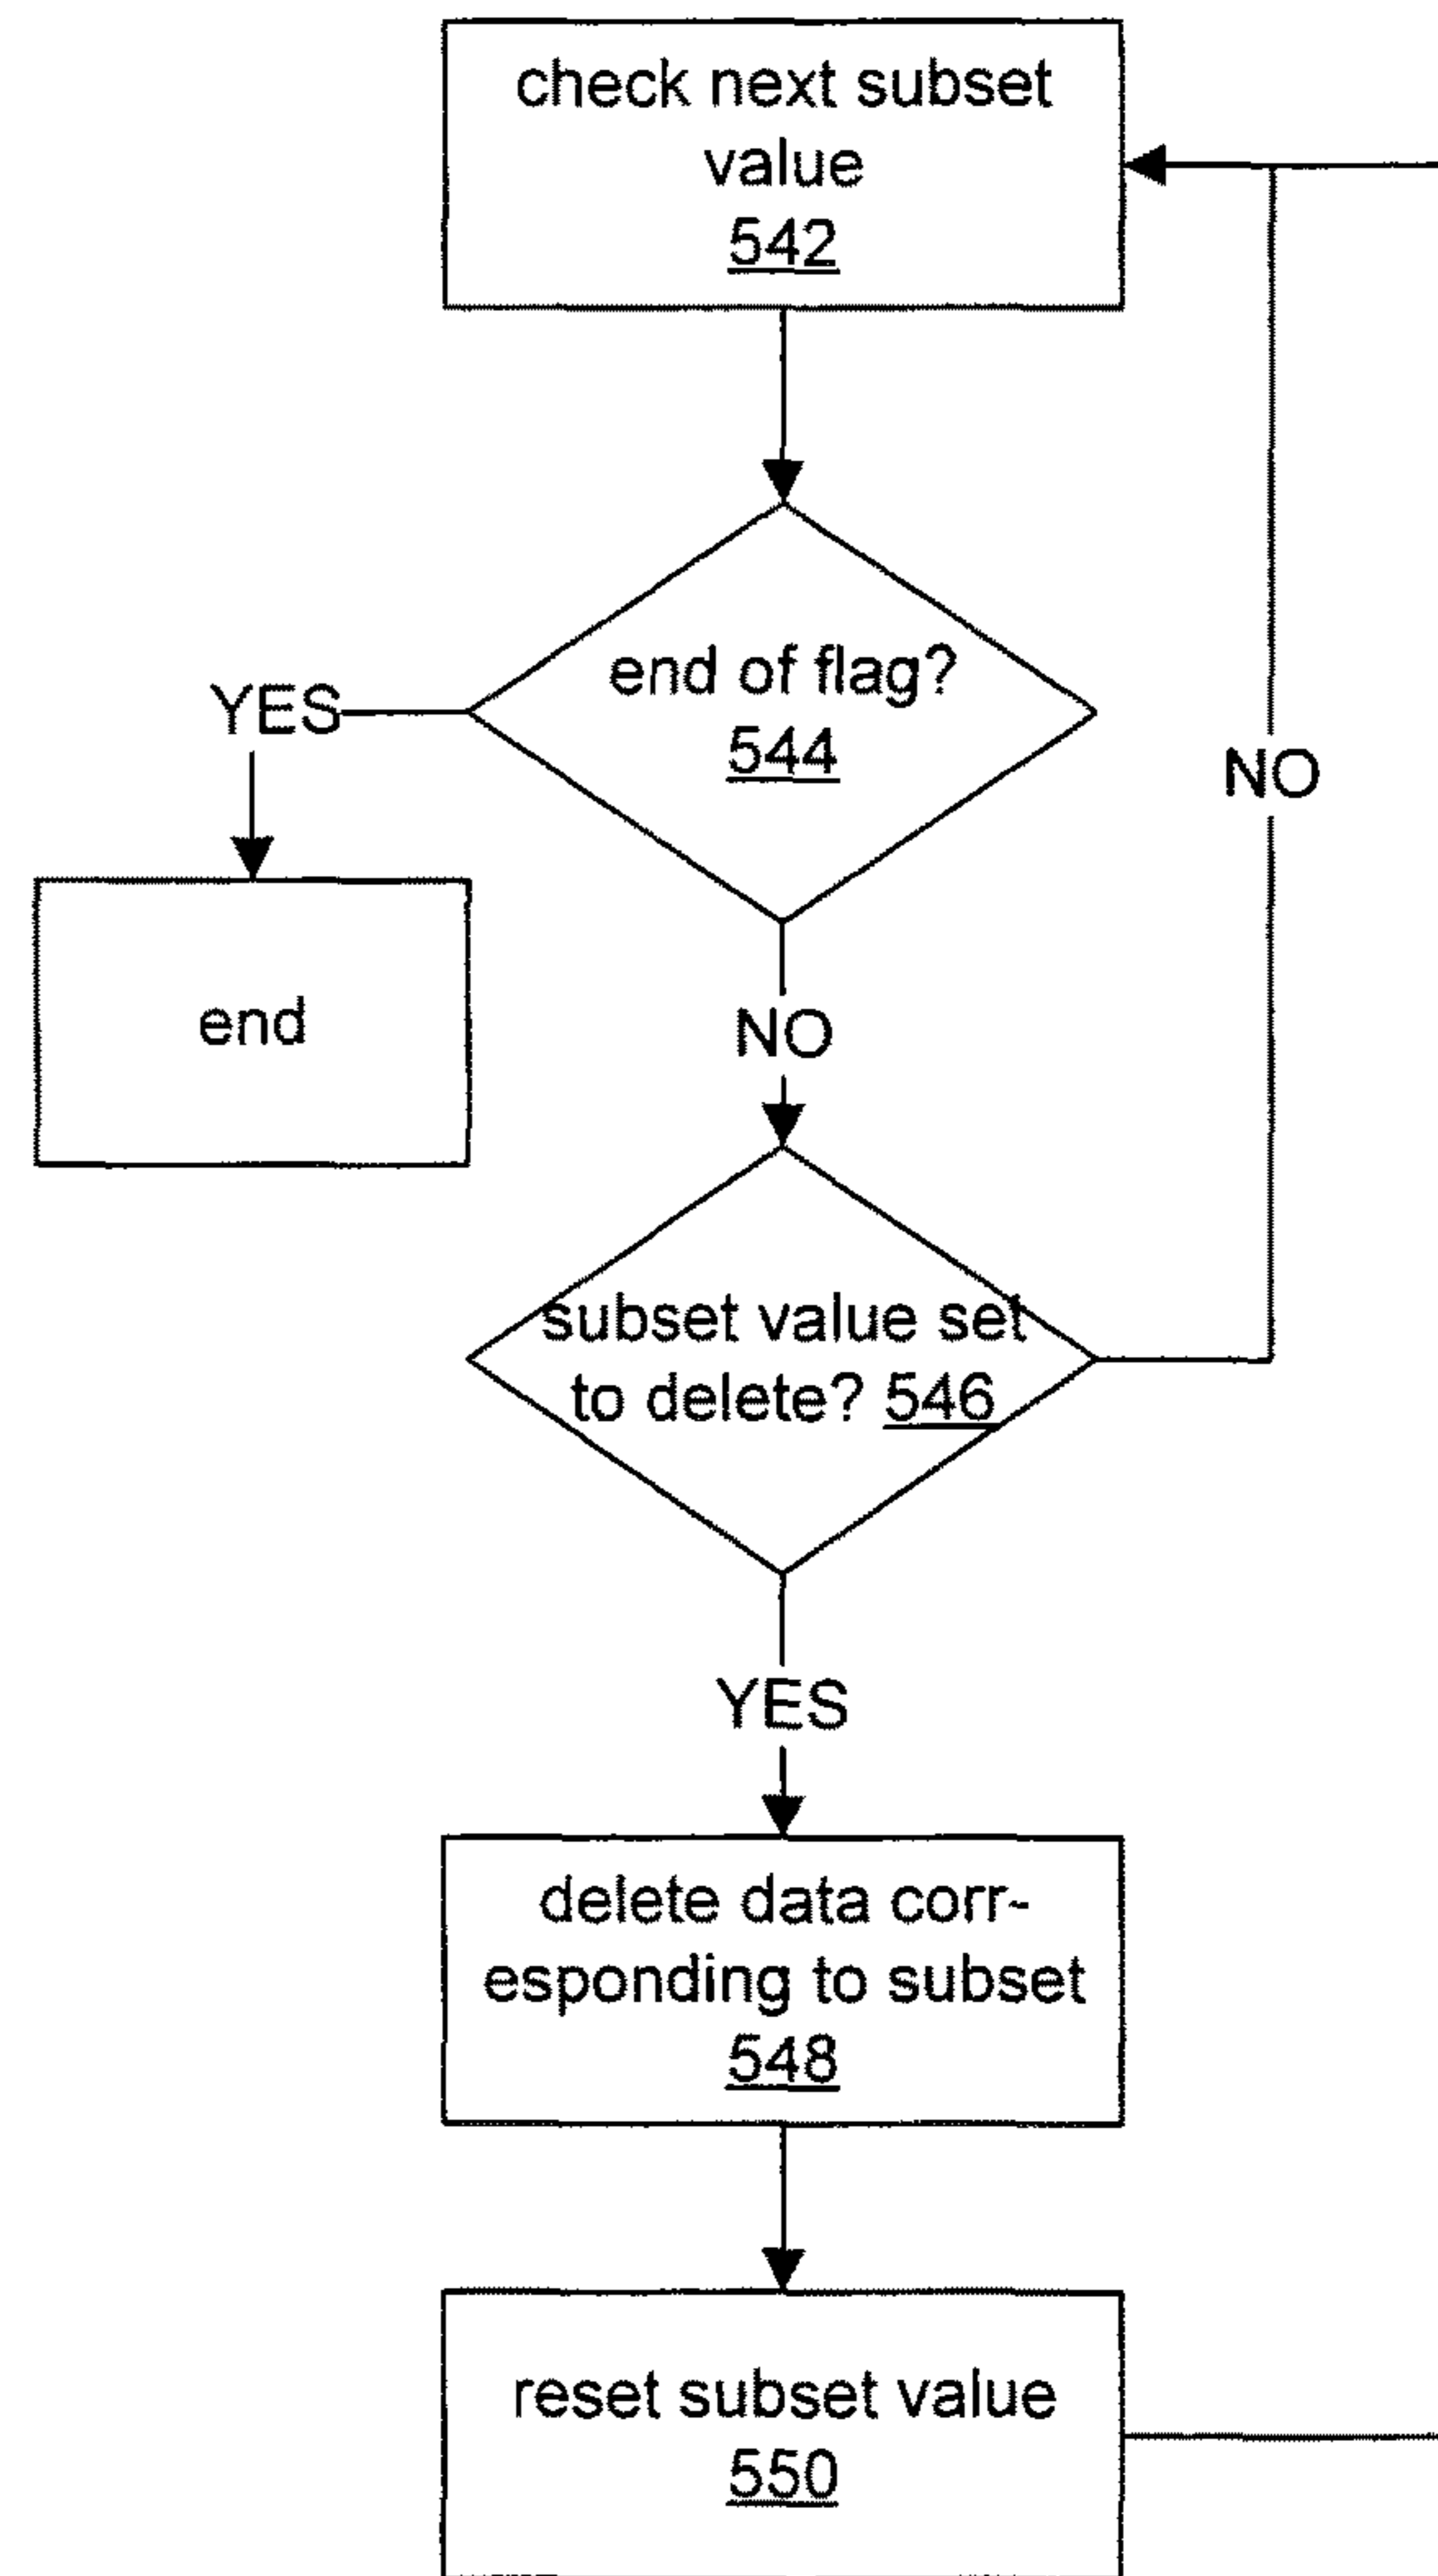 check next subset
value
542
end of flag?
544
YES
NO
end
NO
subset value set
to delete? 546
YES
delete data corr-
esponding to subset
548
reset subset value
550